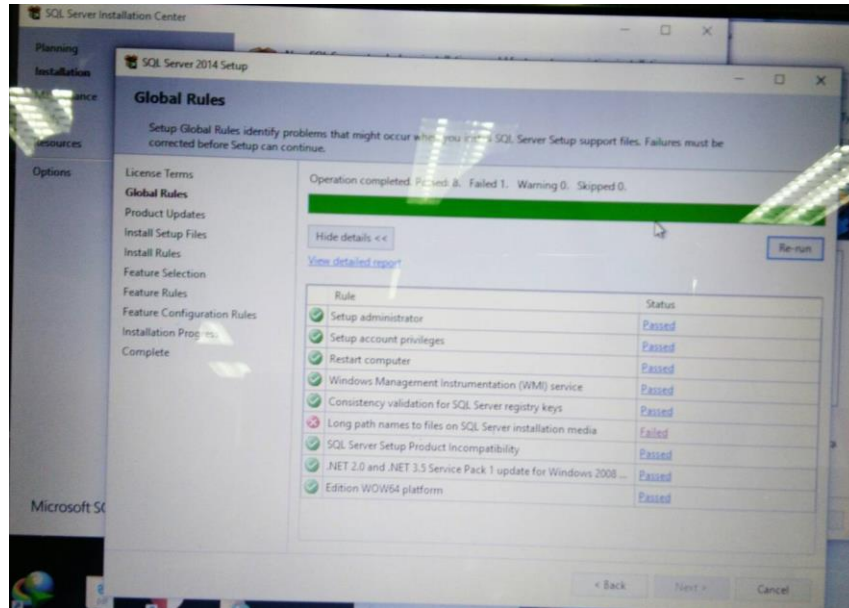 SQL Server Installation Center
Planning
Installation
Resources
Options
Microsoft SQ
SQL Server 2014 Setup
Global Rules
Setup Global Rules identify problems that might occur when you install SQL Server Setup support files. Failures must be
corrected before Setup can continue.
License Terms
Global Rules
Product Updates
Install Setup Files
Install Rules
Feature Selection
Feature Rules
Feature Configuration Rules
Installation Progress
Complete
Operation completed. Passed: 8. Failed 1. Warning 0. Skipped 0.
Hide details <<
Re-run
View detailed report
Rule Status
Setup administrator Passed
Setup account privileges Passed
Restart computer Passed
Windows Management Instrumentation (WMI) service Passed
Consistency validation for SQL Server registry keys Passed
Long path names to files on SQL Server installation media Failed
SQL Server Setup Product Incompatibility Passed
.NET 2.0 and .NET 3.5 Service Pack 1 update for Windows 2008 ... Passed
Edition WOW64 platform Passed
< Back
Next >
Cancel